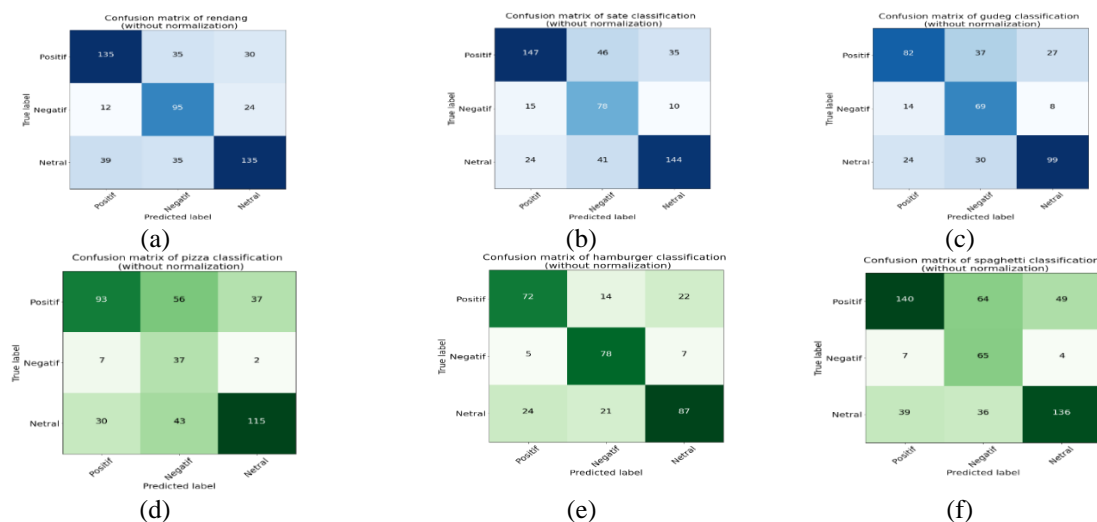 Confusion matrix of rendang
(without normalization)
True label
Positif 135 35 30
Negatif 12 95 24
Netral 39 35 135
Positif Negatif Netral
Predicted label
(a)
Confusion matrix of sate classification
(without normalization)
True label
Positif 147 46 35
Negatif 15 78 10
Netral 24 41 144
Positif Negatif Netral
Predicted label
(b)
Confusion matrix of gudeg classification
(without normalization)
True label
Positif 82 37 27
Negatif 14 69 8
Netral 24 30 99
Positif Negatif Netral
Predicted label
(c)
Confusion matrix of pizza classification
(without normalization)
True label
Positif 93 56 37
Negatif 7 37 2
Netral 30 43 115
Positif Negatif Netral
Predicted label
(d)
Confusion matrix of hamburger classification
(without normalization)
True label
Positif 72 14 22
Negatif 5 78 7
Netral 24 21 87
Positif Negatif Netral
Predicted label
(e)
Confusion matrix of spaghetti classification
(without normalization)
True label
Positif 140 64 49
Negatif 7 65 4
Netral 39 36 136
Positif Negatif Netral
Predicted label
(f)